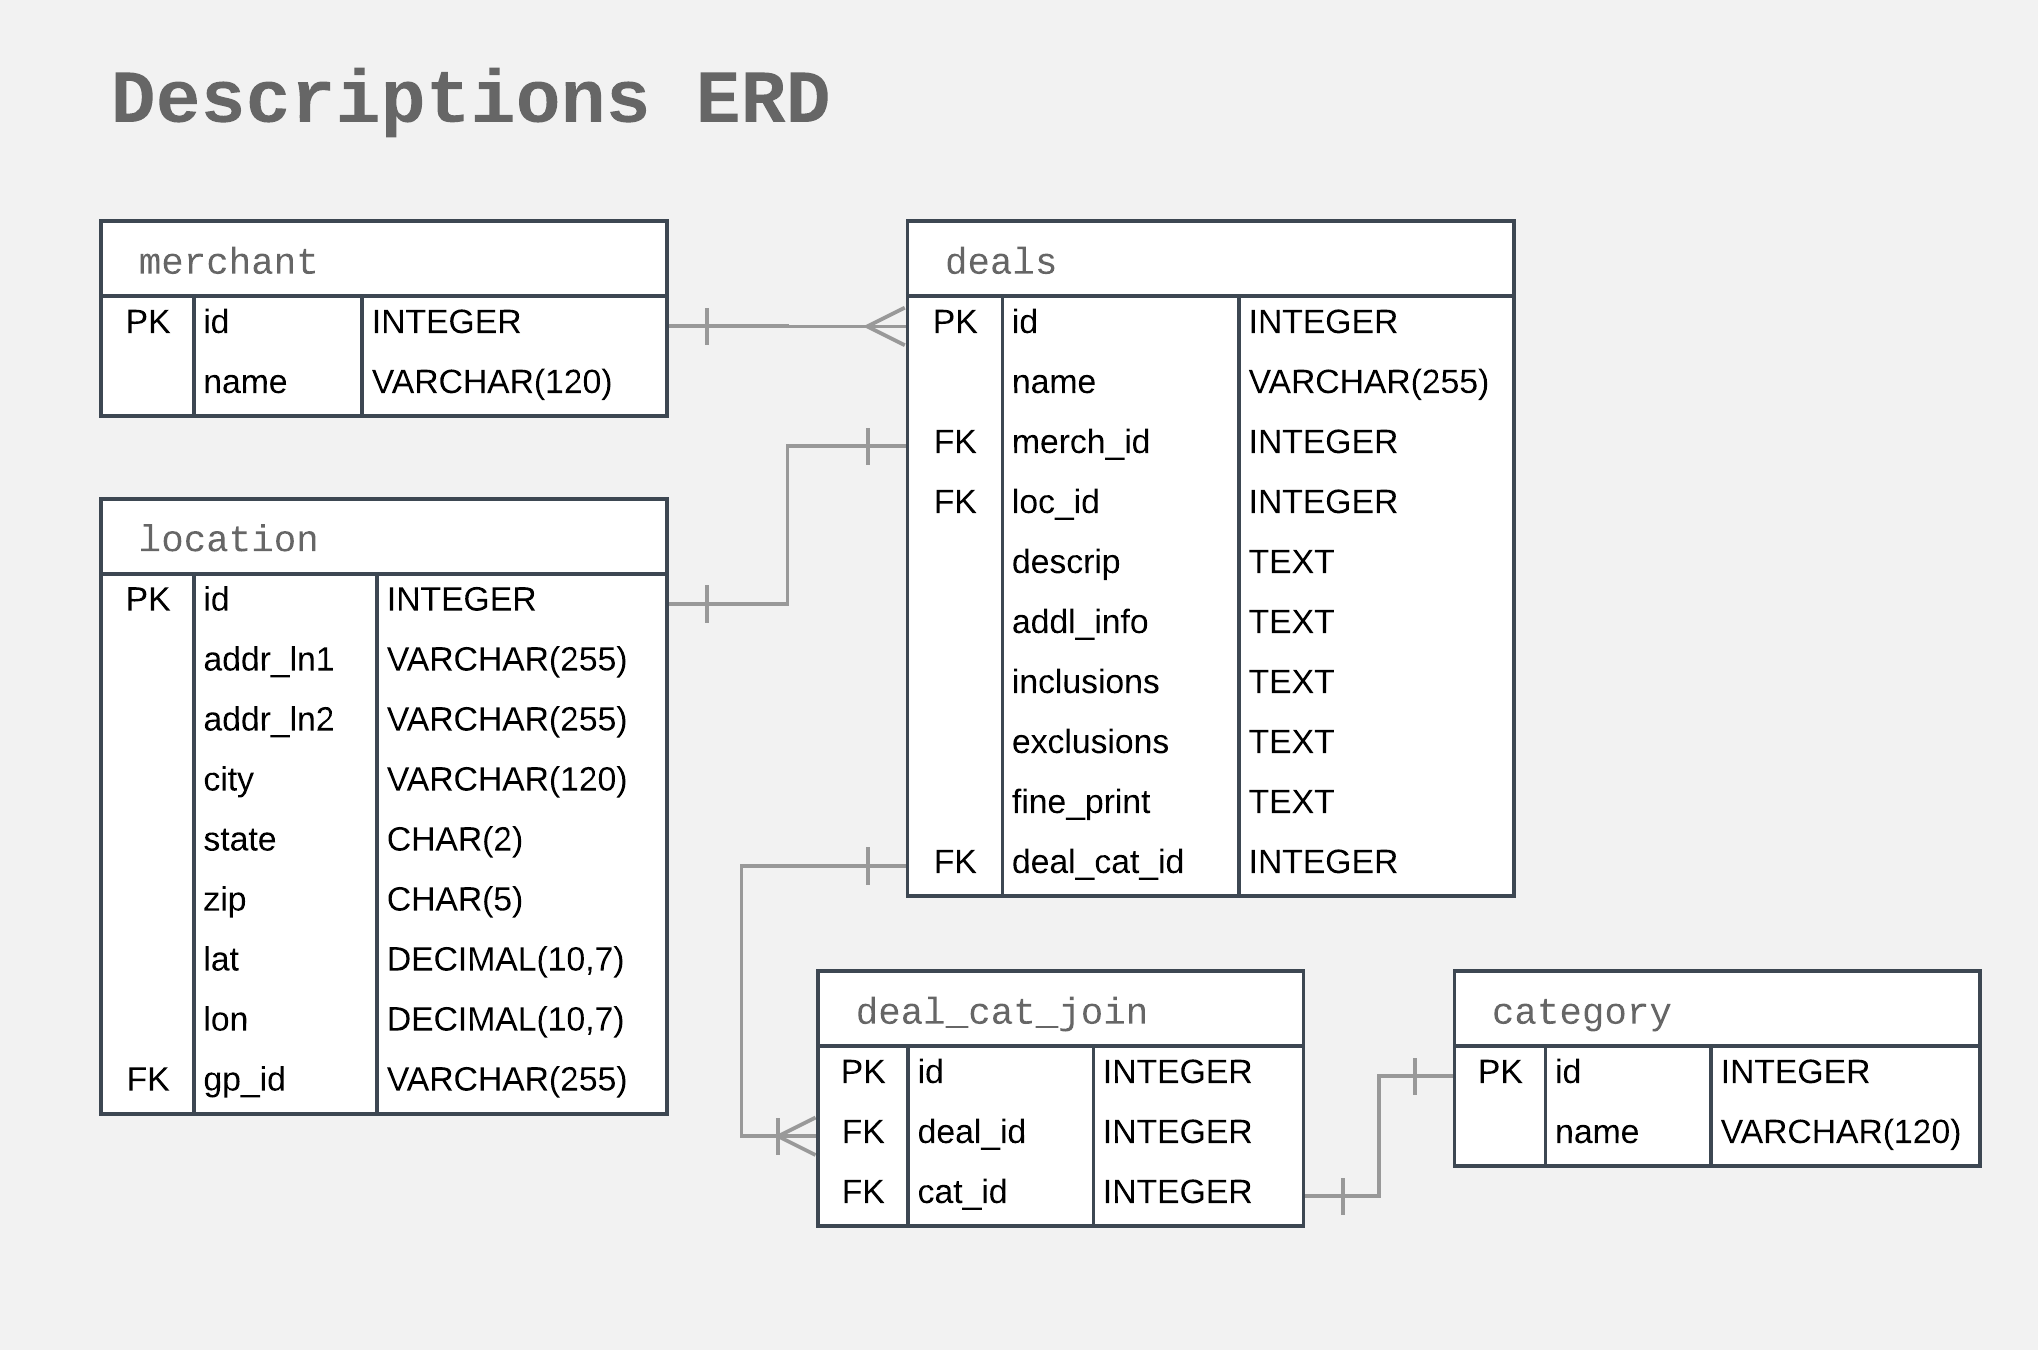 Descriptions ERD
merchant
PK id INTEGER
name VARCHAR(120)
location
PK id INTEGER
addr_ln1 VARCHAR(255)
addr_ln2 VARCHAR(255)
city VARCHAR(120)
state CHAR(2)
zip CHAR(5)
lat DECIMAL(10,7)
lon DECIMAL(10,7)
FK gp_id VARCHAR(255)
deals
PK id INTEGER
name VARCHAR(255)
FK merch_id INTEGER
FK loc_id INTEGER
descrip TEXT
addl_info TEXT
inclusions TEXT
exclusions TEXT
fine_print TEXT
FK deal_cat_id INTEGER
deal_cat_join
PK id INTEGER
FK deal_id INTEGER
FK cat_id INTEGER
category
PK id INTEGER
name VARCHAR(120)